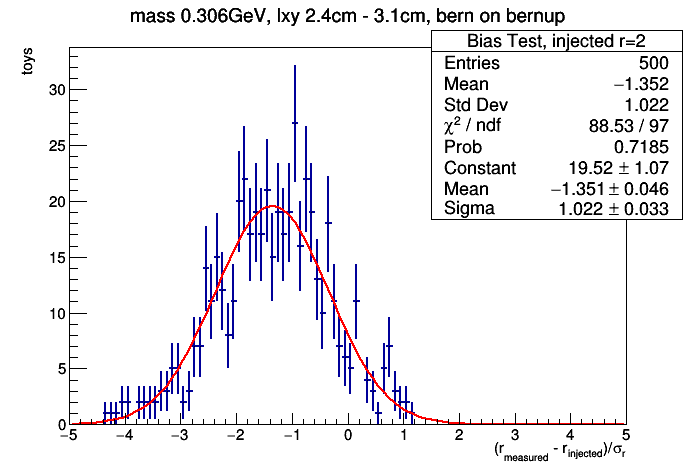 mass 0.306GeV, lxy 2.4cm - 3.1cm, bern on bernup
Bias Test, injected r=2
Entries 500
Mean −1.352
Std Dev 1.022
χ² / ndf 88.53 / 97
Prob 0.7185
Constant 19.52 ± 1.07
Mean −1.351 ± 0.046
Sigma 1.022 ± 0.033
toys
30
25
20
15
10
5
0
−5 −4 −3 −2 −1 0 1 2 3 4 5
(r_measured - r_injected)/σ_r